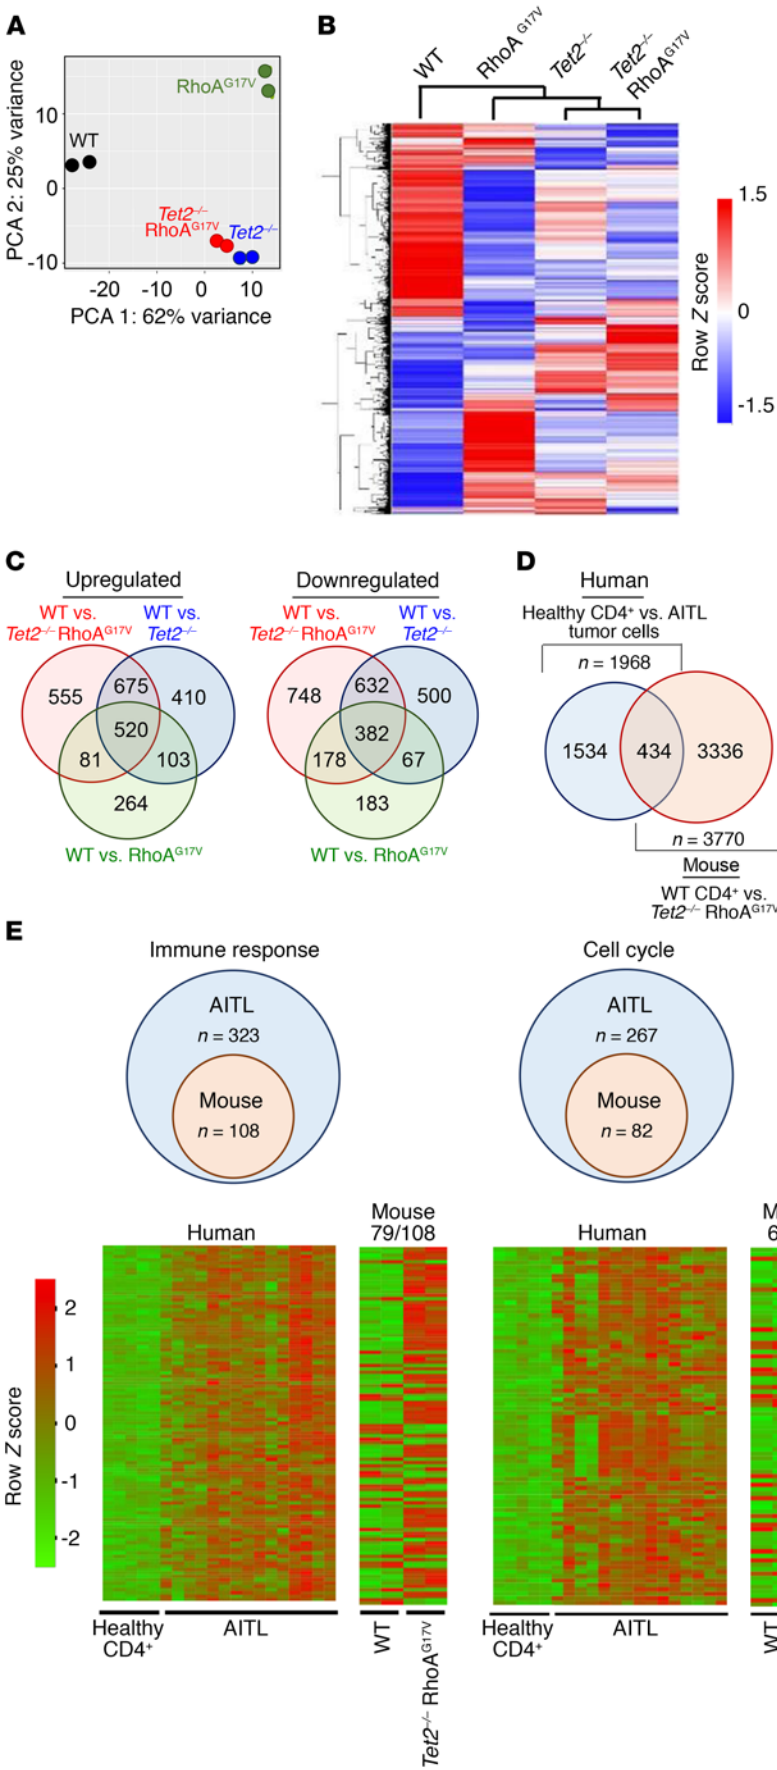 A
PCA 2: 25% variance
10
0
-10
RhoA^G17V
WT
Tet2–/–
RhoA^G17V
Tet2–/–
-20
-10
0
10
PCA 1: 62% variance
B
WT
RhoA^G17V
Tet2–/–
Tet2–/–
RhoA^G17V
1.5
0
-1.5
Row Z score
C
Upregulated
WT vs.
Tet2–/– RhoA^G17V
WT vs.
Tet2–/–
555
675
410
520
81
103
264
WT vs. RhoA^G17V
Downregulated
WT vs.
Tet2–/– RhoA^G17V
WT vs.
Tet2–/–
748
632
500
382
178
67
183
WT vs. RhoA^G17V
D
Human
Healthy CD4+ vs. AITL
tumor cells
n = 1968
1534
434
3336
n = 3770
Mouse
WT CD4+ vs.
Tet2–/– RhoA^G17V
E
Immune response
AITL
n = 323
Mouse
n = 108
Cell cycle
AITL
n = 267
Mouse
n = 82
Row Z score
2
1
0
-1
-2
Human
Mouse
79/108
Healthy
CD4+
AITL
WT
Tet2–/– RhoA^G17V
Human
M
6
Healthy
CD4+
AITL
WT